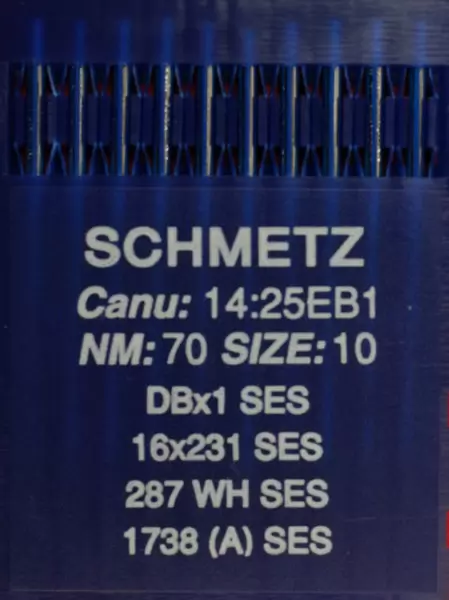 SCHMETZ
Canu: 14:25EB1
NM: 70 SIZE: 10
DBx1 SES
16x231 SES
287 WH SES
1738 (A) SES